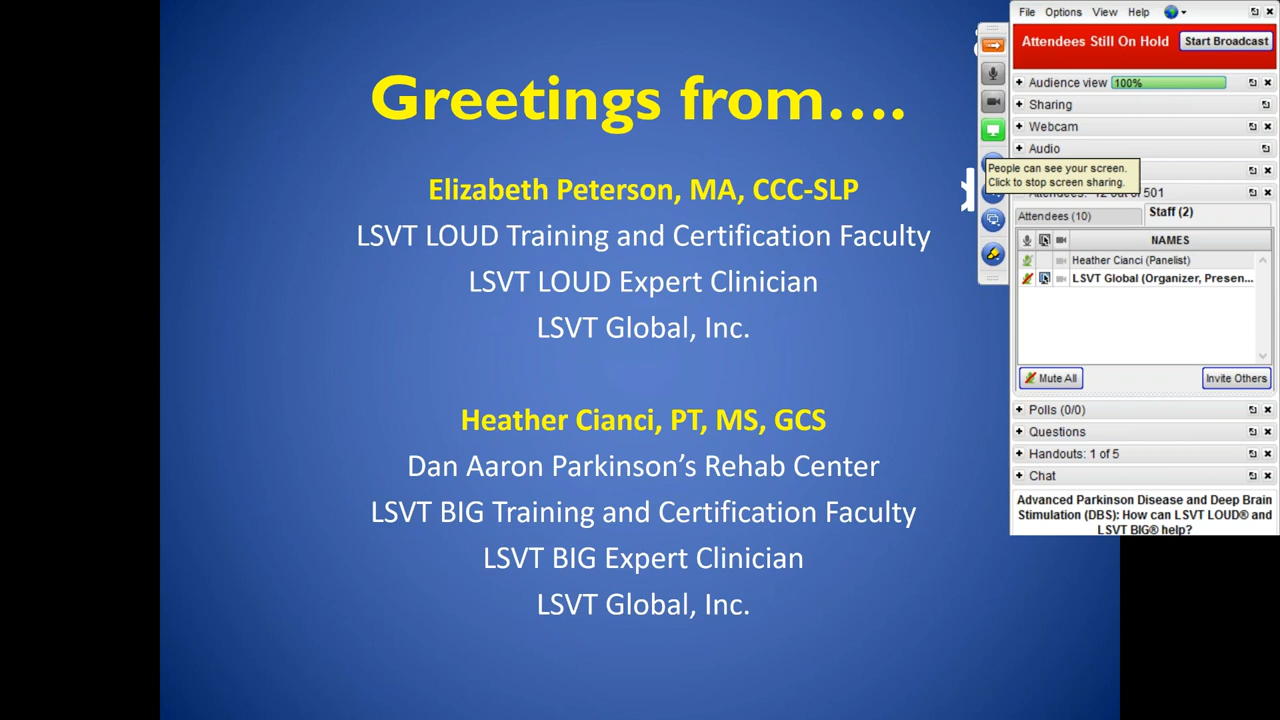 Greetings from….
Elizabeth Peterson, MA, CCC-SLP
LSVT LOUD Training and Certification Faculty
LSVT LOUD Expert Clinician
LSVT Global, Inc.
Heather Cianci, PT, MS, GCS
Dan Aaron Parkinson’s Rehab Center
LSVT BIG Training and Certification Faculty
LSVT BIG Expert Clinician
LSVT Global, Inc.
File Options View Help
Attendees Still On Hold Start Broadcast
Audience view 100%
Sharing
Webcam
Audio
People can see your screen.
Click to stop screen sharing.
501
Attendees (10) Staff (2)
NAMES
Heather Cianci (Panelist)
LSVT Global (Organizer, Presen...
Mute All Invite Others
Polls (0/0)
Questions
Handouts: 1 of 5
Chat
Advanced Parkinson Disease and Deep Brain
Stimulation (DBS): How can LSVT LOUD® and
LSVT BIG® help?